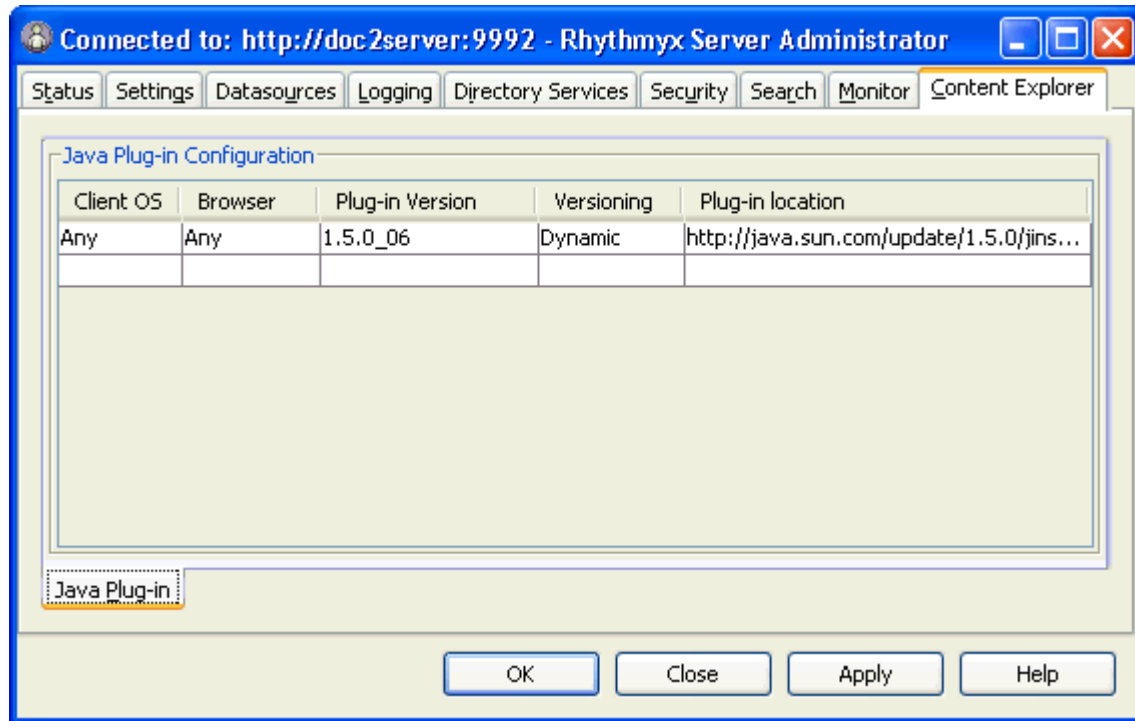 Connected to: http://doc2server:9992 - Rhythmyx Server Administrator
Status Settings Datasources Logging Directory Services Security Search Monitor Content Explorer
Java Plug-in Configuration
Client OS Browser Plug-in Version Versioning Plug-in location
Any Any 1.5.0_06 Dynamic http://java.sun.com/update/1.5.0/jins...
Java Plug-in
OK Close Apply Help